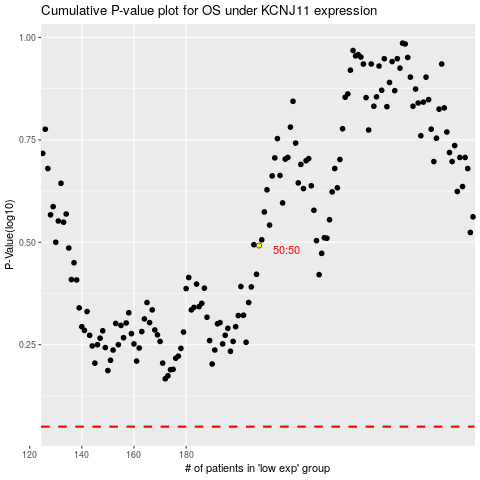 Cumulative P-value plot for OS under KCNJ11 expression
P-Value(log10)
1.00
0.75
0.50
0.25
50:50
120 140 160 180
# of patients in 'low exp' group